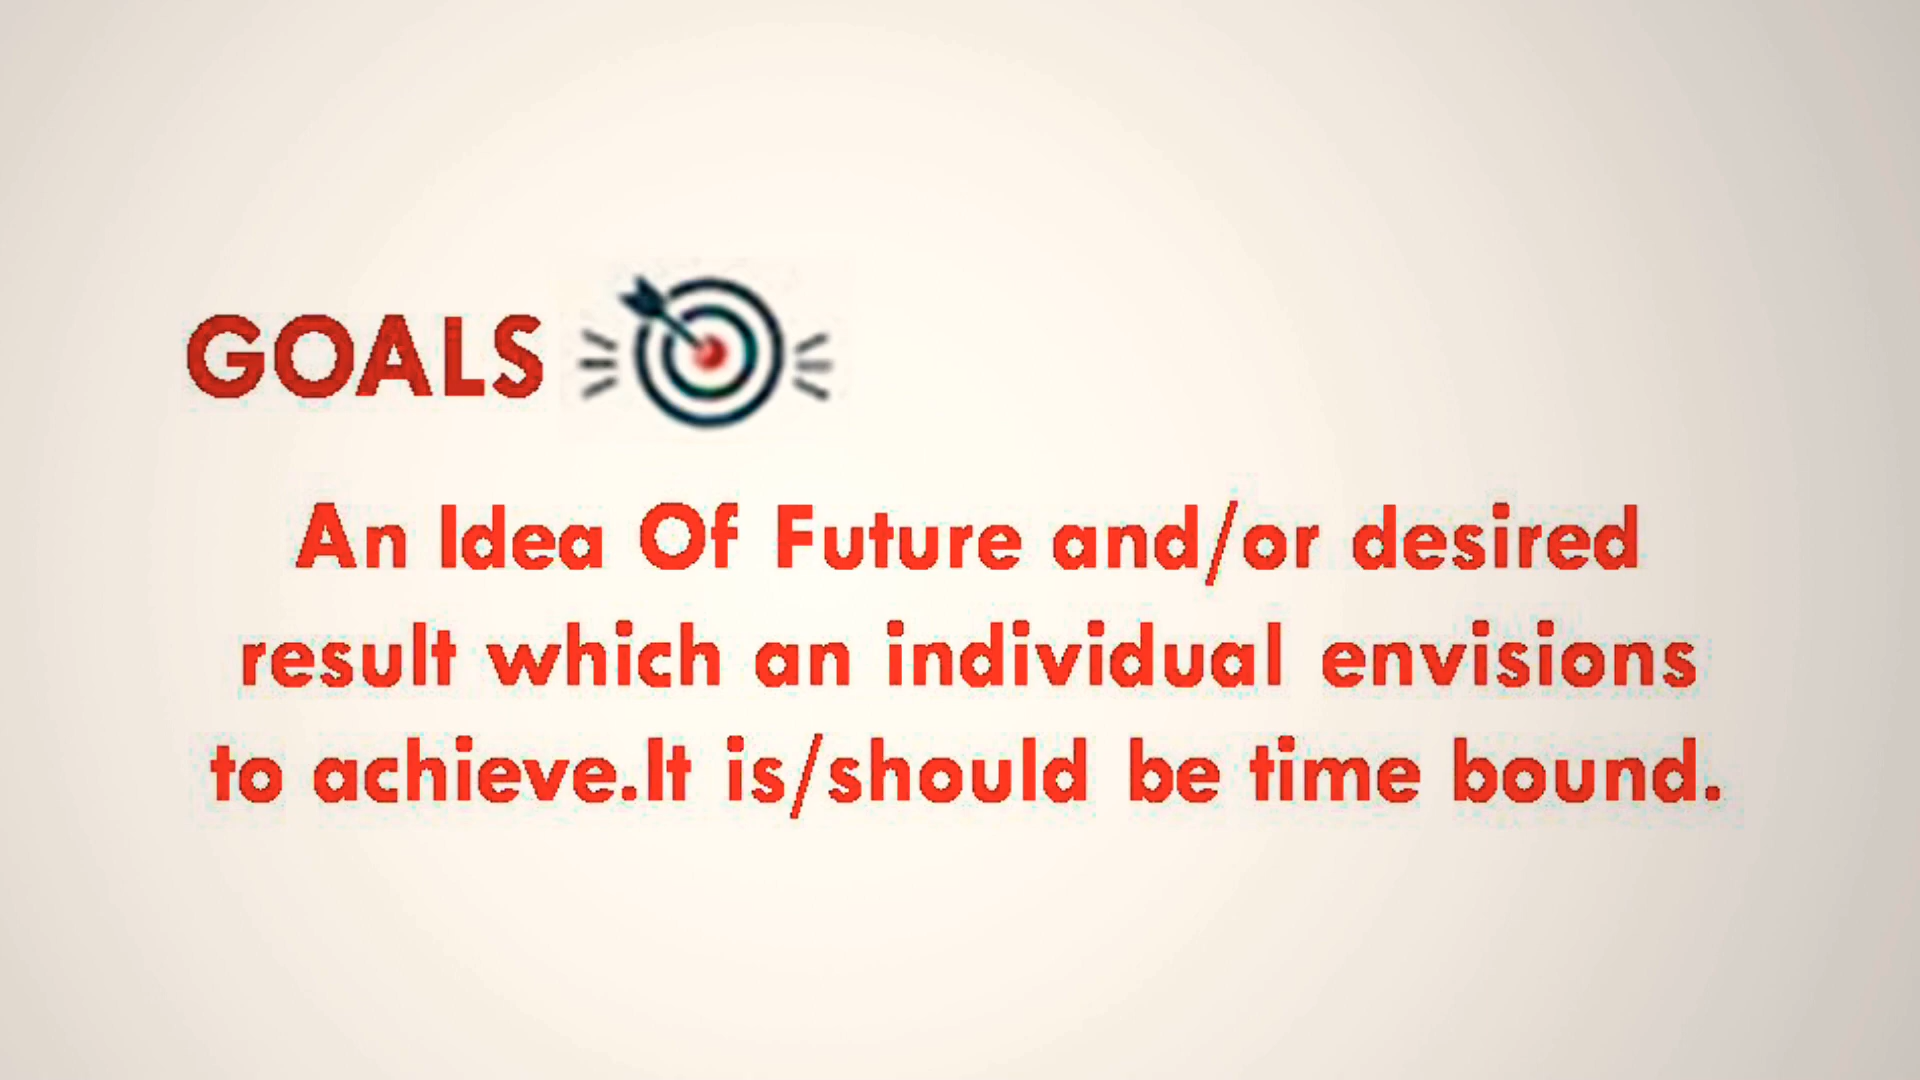 GOALS
An Idea Of Future and/or desired
result which an individual envisions
to achieve.It is/should be time bound.